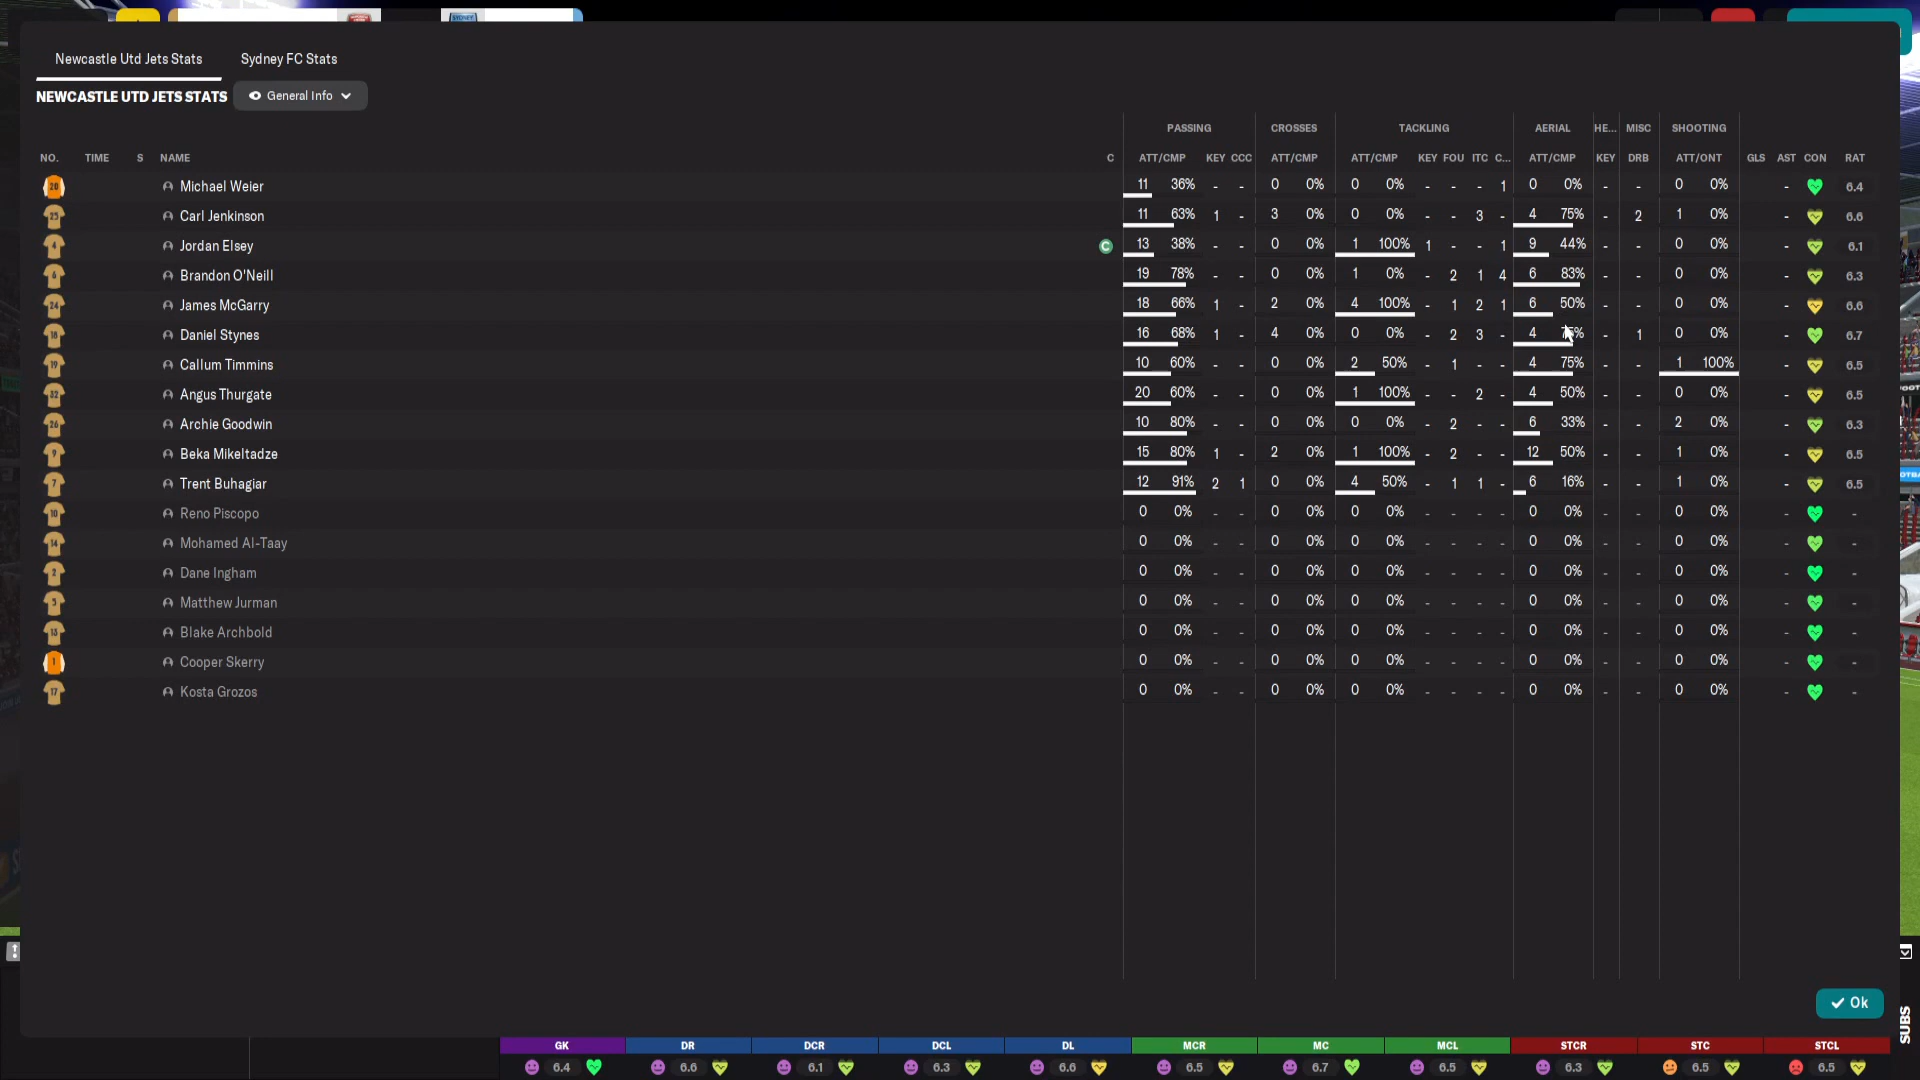 Newcastle Utd Jets Stats Sydney FC Stats
NEWCASTLE UTD JETS STATS General Info
PASSING CROSSES TACKLING AERIAL HE... MISC SHOOTING
NO. TIME S NAME C ATT/CMP KEY CCC ATT/CMP ATT/CMP KEY FOU ITC C... ATT/CMP KEY DRB ATT/ONT GLS AST CON RAT
20 Michael Weier 11 36% - - 0 0% 0 0% - - - 1 0 0% - - 0 0% - 6.4
25 Carl Jenkinson 11 63% 1 - 3 0% 0 0% - - 3 - 4 75% - 2 1 0% - 6.6
4 Jordan Elsey C 13 38% - - 0 0% 1 100% 1 - - 1 9 44% - - 0 0% - 6.1
6 Brandon O'Neill 19 78% - - 0 0% 1 0% - 2 1 4 6 83% - - 0 0% - 6.3
24 James McGarry 18 66% 1 - 2 0% 4 100% - 1 2 1 6 50% - - 0 0% - 6.6
18 Daniel Stynes 16 68% 1 - 4 0% 0 0% - 2 3 - 4 - 1 0 0% - 6.7
19 Callum Timmins 10 60% - - 0 0% 2 50% - 1 - - 4 75% - - 1 100% - 6.5
32 Angus Thurgate 20 60% - - 0 0% 1 100% - - 2 - 4 50% - - 0 0% - 6.5
26 Archie Goodwin 10 80% - - 0 0% 0 0% - 2 - - 6 33% - - 2 0% - 6.3
9 Beka Mikeltadze 15 80% 1 - 2 0% 1 100% - 2 - - 12 50% - - 1 0% - 6.5
7 Trent Buhagiar 12 91% 2 1 0 0% 4 50% - 1 1 - 6 16% - - 1 0% - 6.5
10 Reno Piscopo 0 0% - - 0 0% 0 0% - - - - 0 0% - - 0 0% - -
14 Mohamed Al-Taay 0 0% - - 0 0% 0 0% - - - - 0 0% - - 0 0% - -
2 Dane Ingham 0 0% - - 0 0% 0 0% - - - - 0 0% - - 0 0% - -
5 Matthew Jurman 0 0% - - 0 0% 0 0% - - - - 0 0% - - 0 0% - -
13 Blake Archbold 0 0% - - 0 0% 0 0% - - - - 0 0% - - 0 0% - -
1 Cooper Skerry 0 0% - - 0 0% 0 0% - - - - 0 0% - - 0 0% - -
17 Kosta Grozos 0 0% - - 0 0% 0 0% - - - - 0 0% - - 0 0% - -
Ok
SUBS
GK DR DCR DCL DL MCR MC MCL STCR STC STCL
6.4 6.6 6.1 6.3 6.6 6.5 6.7 6.5 6.3 6.5 6.5